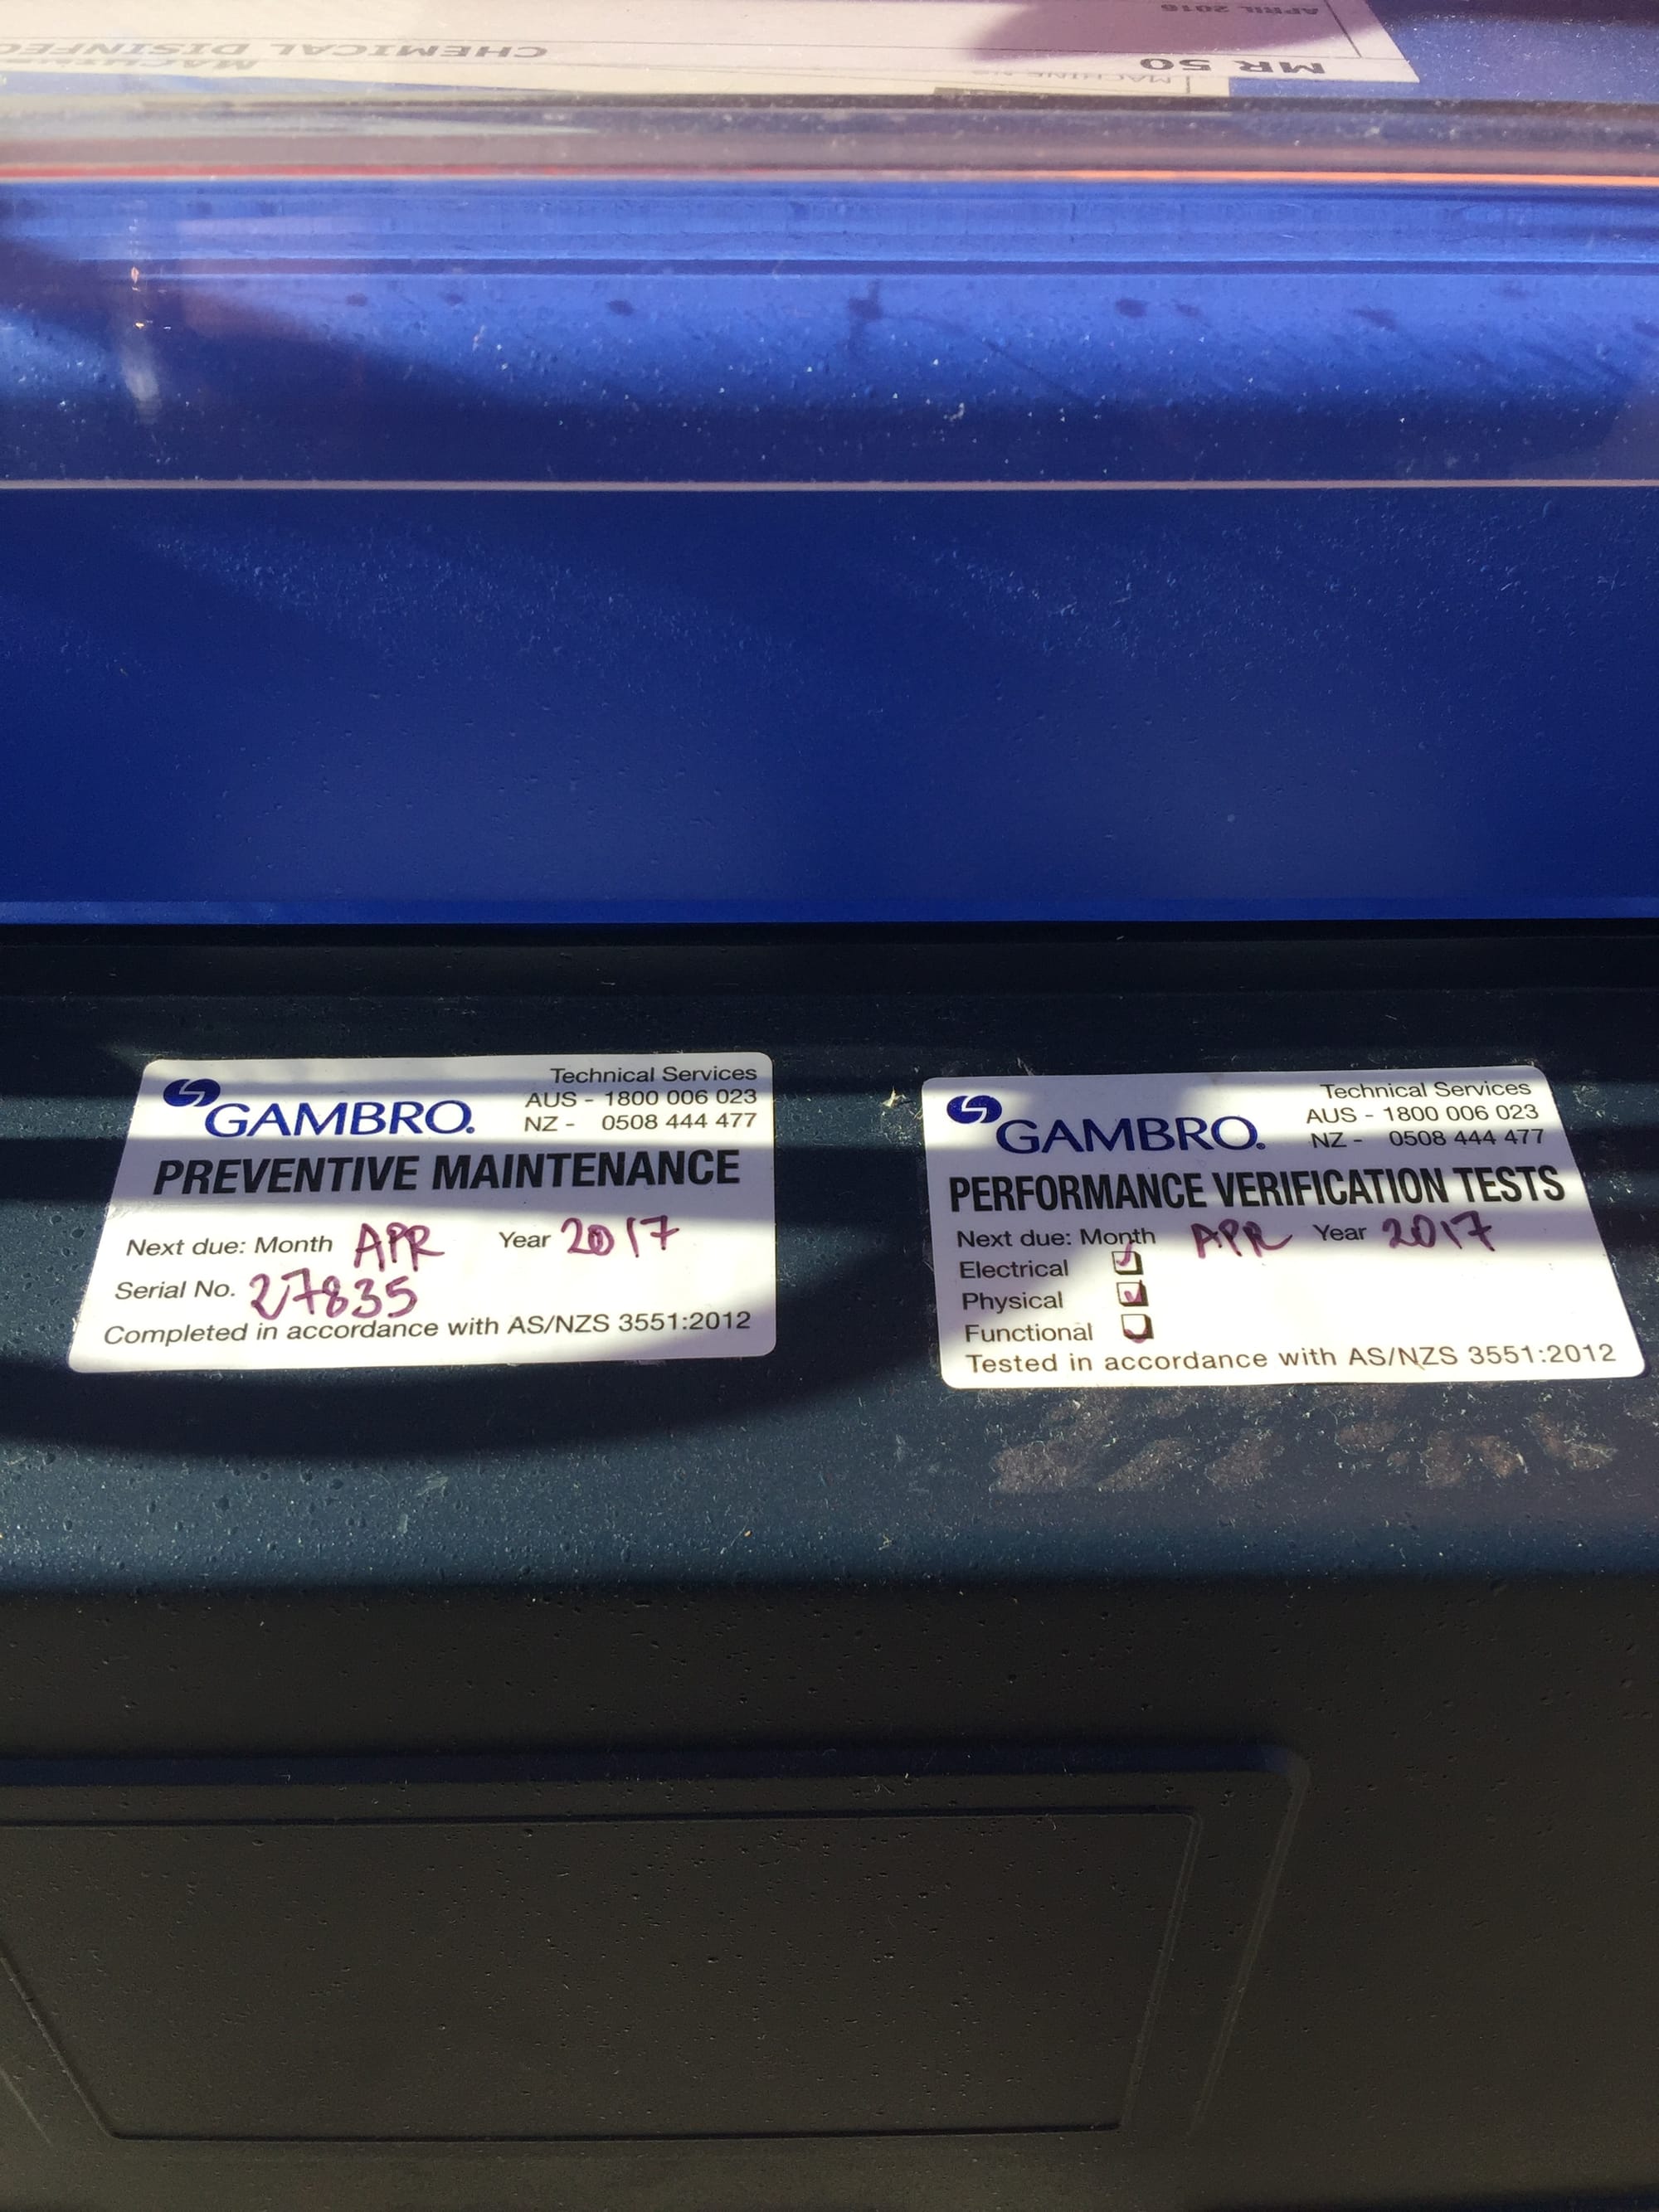 APRIL 2016
MR 50
CHEMICAL DISINFEC
MACHINE
GAMBRO.
Technical Services
AUS - 1800 006 023
NZ - 0508 444 477
PREVENTIVE MAINTENANCE
Next due: Month APR Year 2017
Serial No. 27835
Completed in accordance with AS/NZS 3551:2012
GAMBRO.
Technical Services
AUS - 1800 006 023
NZ - 0508 444 477
PERFORMANCE VERIFICATION TESTS
Next due: Month APR Year 2017
Electrical
Physical
Functional
Tested in accordance with AS/NZS 3551:2012